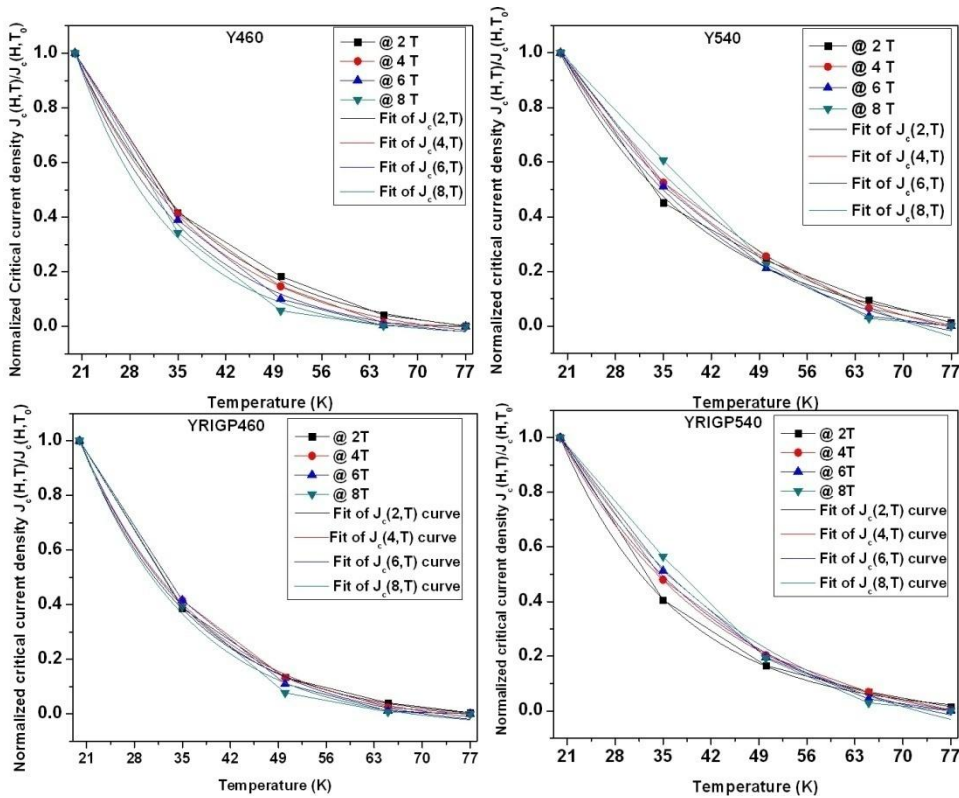 Y460
Normalized Critical current density J_c(H,T)/J_c(H,T_0)
1.0
0.8
0.6
0.4
0.2
0.0
@ 2 T
@ 4 T
@ 6 T
@ 8 T
Fit of J_c(2,T)
Fit of J_c(4,T)
Fit of J_c(6,T)
Fit of J_c(8,T)
21 28 35 42 49 56 63 70 77
Temperature (K)
Y540
Normalized critical current density J_c(H,T)/J_c(H,T_0)
1.0
0.8
0.6
0.4
0.2
0.0
@ 2 T
@ 4 T
@ 6 T
@ 8 T
Fit of J_c(2,T)
Fit of J_c(4,T)
Fit of J_c(6,T)
Fit of J_c(8,T)
21 28 35 42 49 56 63 70 77
Temperature (K)
YRIGP460
Normalized critical current density J_c(H,T)/J_c(H,T_0)
1.0
0.8
0.6
0.4
0.2
0.0
@ 2T
@ 4T
@ 6T
@ 8T
Fit of J_c(2,T) curve
Fit of J_c(4,T) curve
Fit of J_c(6,T) curve
Fit of J_c(8,T) curve
21 28 35 42 49 56 63 70 77
Temperature (K)
YRIGP540
Normalized critical current density J_c(H,T)/J_c(H,T_0)
1.0
0.8
0.6
0.4
0.2
0.0
@ 2T
@ 4T
@ 6T
@ 8T
Fit of J_c(2,T) curve
Fit of J_c(4,T) curve
Fit of J_c(6,T) curve
Fit of J_c(8,T) curve
21 28 35 42 49 56 63 70 77
Temperature (K)